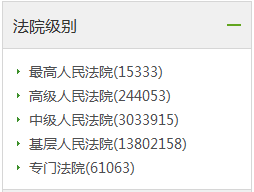 法院级别
最高人民法院(15333)
高级人民法院(244053)
中级人民法院(3033915)
基层人民法院(13802158)
专门法院(61063)